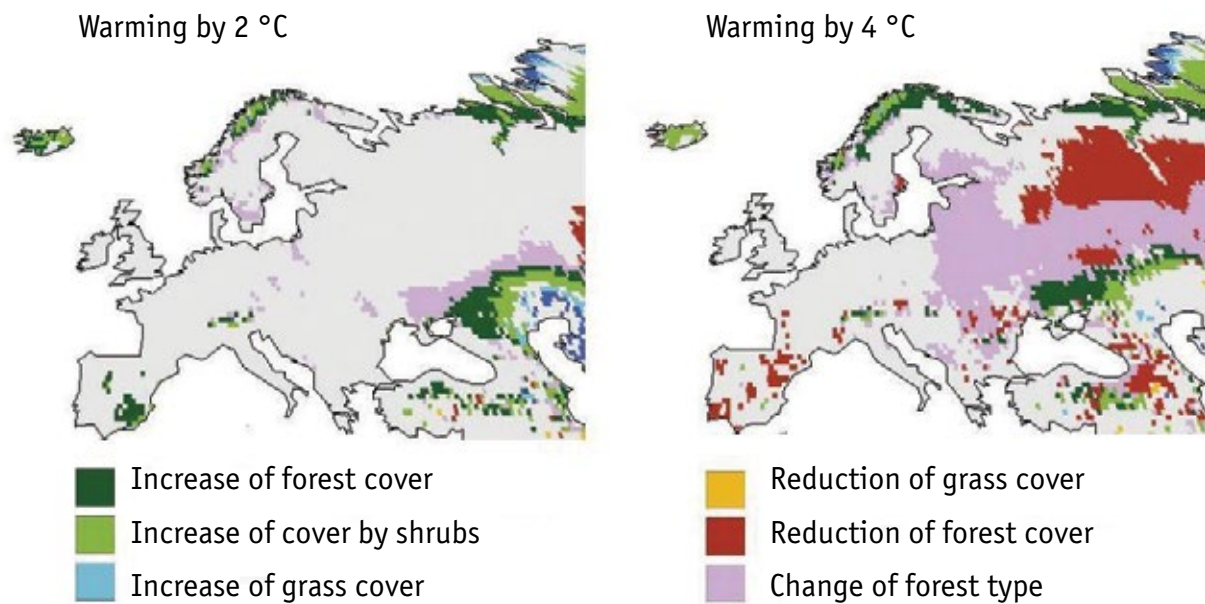 Warming by 2 °C
Warming by 4 °C
Increase of forest cover
Increase of cover by shrubs
Increase of grass cover
Reduction of grass cover
Reduction of forest cover
Change of forest type